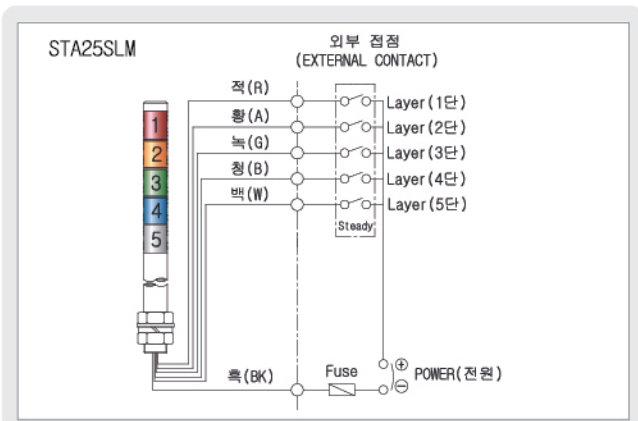 STA25SLM
외부 접점
(EXTERNAL CONTACT)
적(R)
Layer(1단)
황(A)
Layer(2단)
녹(G)
Layer(3단)
청(B)
Layer(4단)
백(W)
Layer(5단)
Steady
1
2
3
4
5
흑(BK)
Fuse
⊕
⊖
POWER(전원)